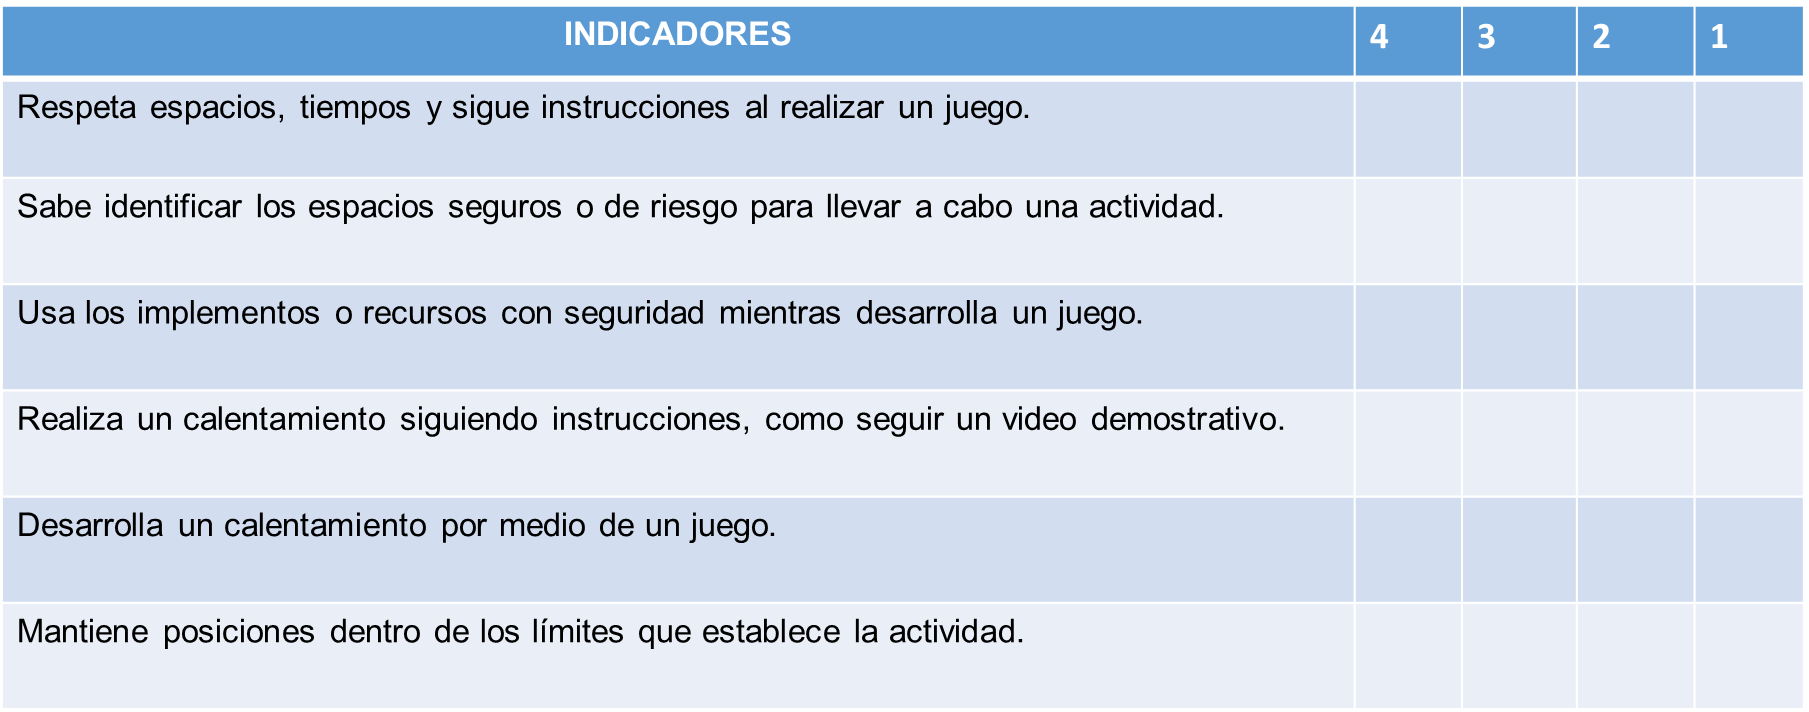 INDICADORES 4 3 2 1
Respeta espacios, tiempos y sigue instrucciones al realizar un juego.
Sabe identificar los espacios seguros o de riesgo para llevar a cabo una actividad.
Usa los implementos o recursos con seguridad mientras desarrolla un juego.
Realiza un calentamiento siguiendo instrucciones, como seguir un video demostrativo.
Desarrolla un calentamiento por medio de un juego.
Mantiene posiciones dentro de los límites que establece la actividad.